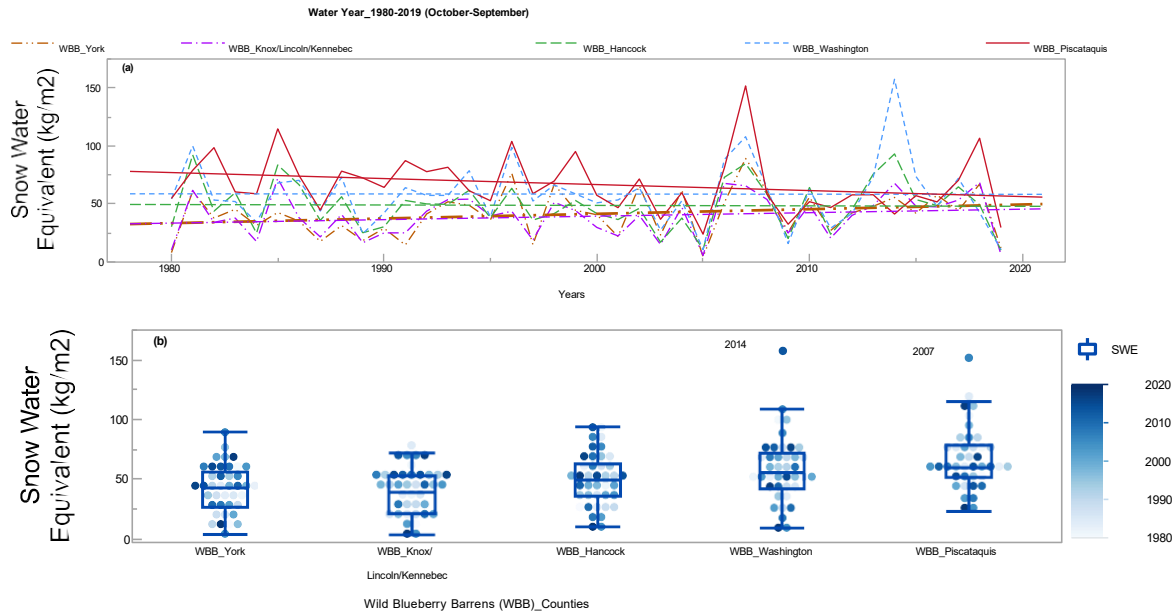 Water Year_1980-2019 (October-September)
WBB_York WBB_Knox/Lincoln/Kennebec WBB_Hancock WBB_Washington WBB_Piscataquis
(a)
Snow Water
Equivalent (kg/m2)
150
100
50
0
1980 1990 2000 2010 2020
Years
(b)
Snow Water
Equivalent (kg/m2)
150
100
50
0
2014
2007
SWE
2020
2010
2000
1990
1980
WBB_York WBB_Knox/ WBB_Hancock WBB_Washington WBB_Piscataquis
Lincoln/Kennebec
Wild Blueberry Barrens (WBB)_Counties